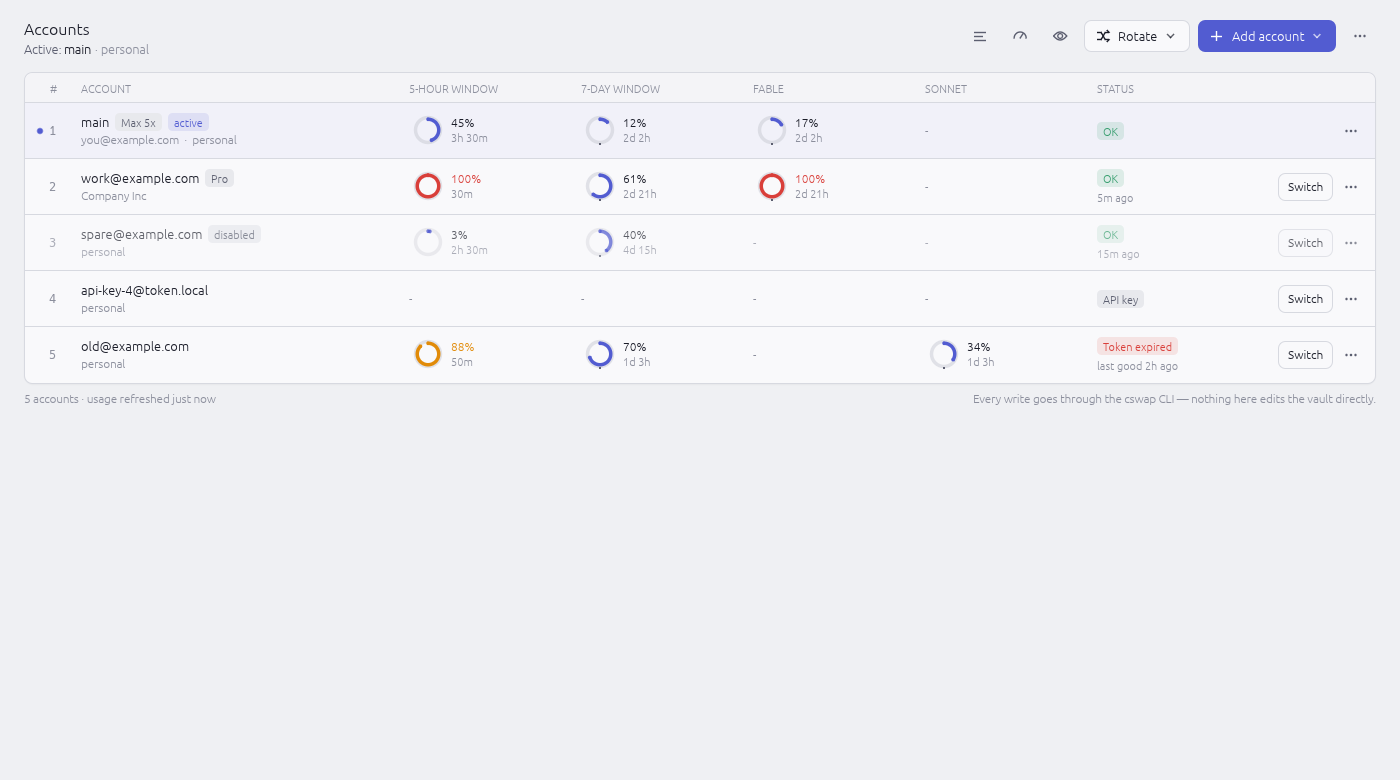 Accounts
Active: main · personal
Rotate
Add account
# ACCOUNT 5-HOUR WINDOW 7-DAY WINDOW FABLE SONNET STATUS
1 main Max 5x active 45% 12% 17% - OK
you@example.com · personal 3h 30m 2d 2h 2d 2h
2 work@example.com Pro 100% 61% 100% - OK Switch
Company Inc 30m 2d 21h 2d 21h 5m ago
3 spare@example.com disabled 3% 40% - - OK Switch
personal 2h 30m 4d 15h 15m ago
4 api-key-4@token.local - - - - API key Switch
personal
5 old@example.com 88% 70% - 34% Token expired Switch
personal 50m 1d 3h 1d 3h last good 2h ago
5 accounts · usage refreshed just now
Every write goes through the cswap CLI — nothing here edits the vault directly.